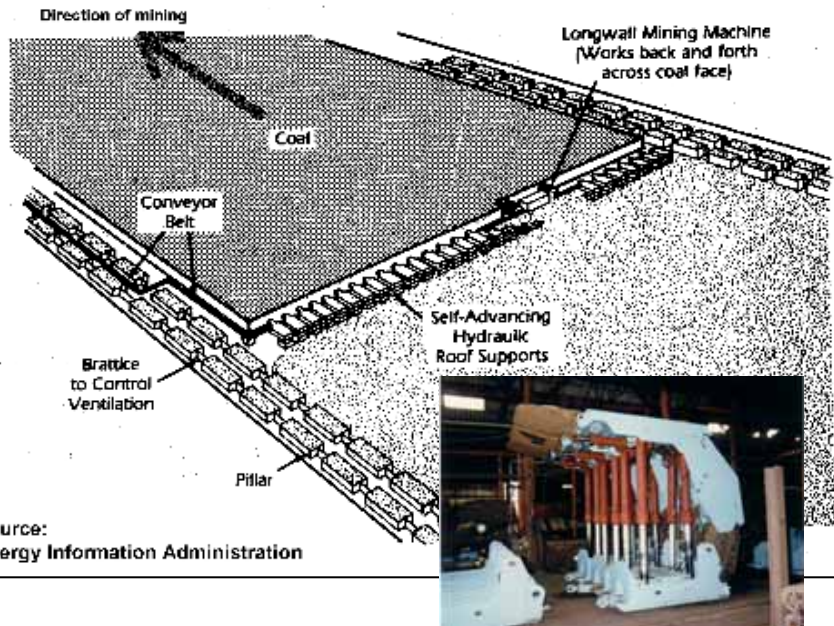 Direction of mining
Longwall Mining Machine
(Works back and forth
across coal face)
Coal
Conveyor
Belt
Self-Advancing
Hydraulic
Roof Supports
Brattice
to Control
Ventilation
Pillar
urce:
ergy Information Administration